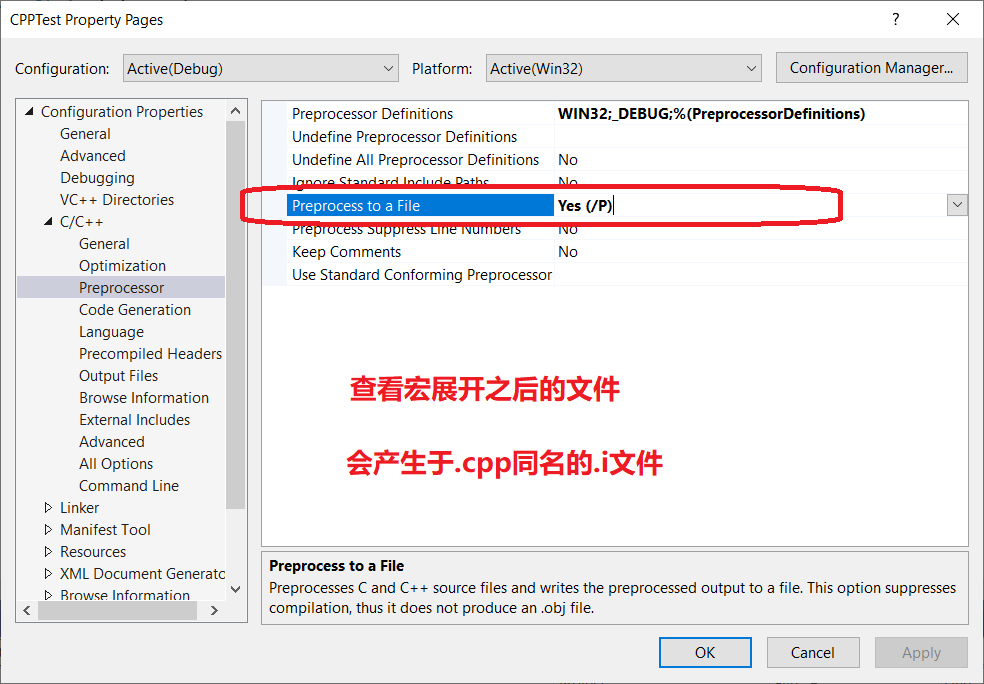 CPPTest Property Pages
?
Configuration: Active(Debug) Platform: Active(Win32) Configuration Manager...
Configuration Properties
General
Advanced
Debugging
VC++ Directories
C/C++
General
Optimization
Preprocessor
Code Generation
Language
Precompiled Headers
Output Files
Browse Information
External Includes
Advanced
All Options
Command Line
Linker
Manifest Tool
Resources
XML Document Generato
Browse Information
Preprocessor Definitions WIN32;_DEBUG;%(PreprocessorDefinitions)
Undefine Preprocessor Definitions
Undefine All Preprocessor Definitions No
Ignore Standard Include Paths No
Preprocess to a File Yes (/P)
Preprocess Suppress Line Numbers No
Keep Comments No
Use Standard Conforming Preprocessor
查看宏展开之后的文件
会产生于.cpp同名的.i文件
Preprocess to a File
Preprocesses C and C++ source files and writes the preprocessed output to a file. This option suppresses
compilation, thus it does not produce an .obj file.
OK Cancel Apply